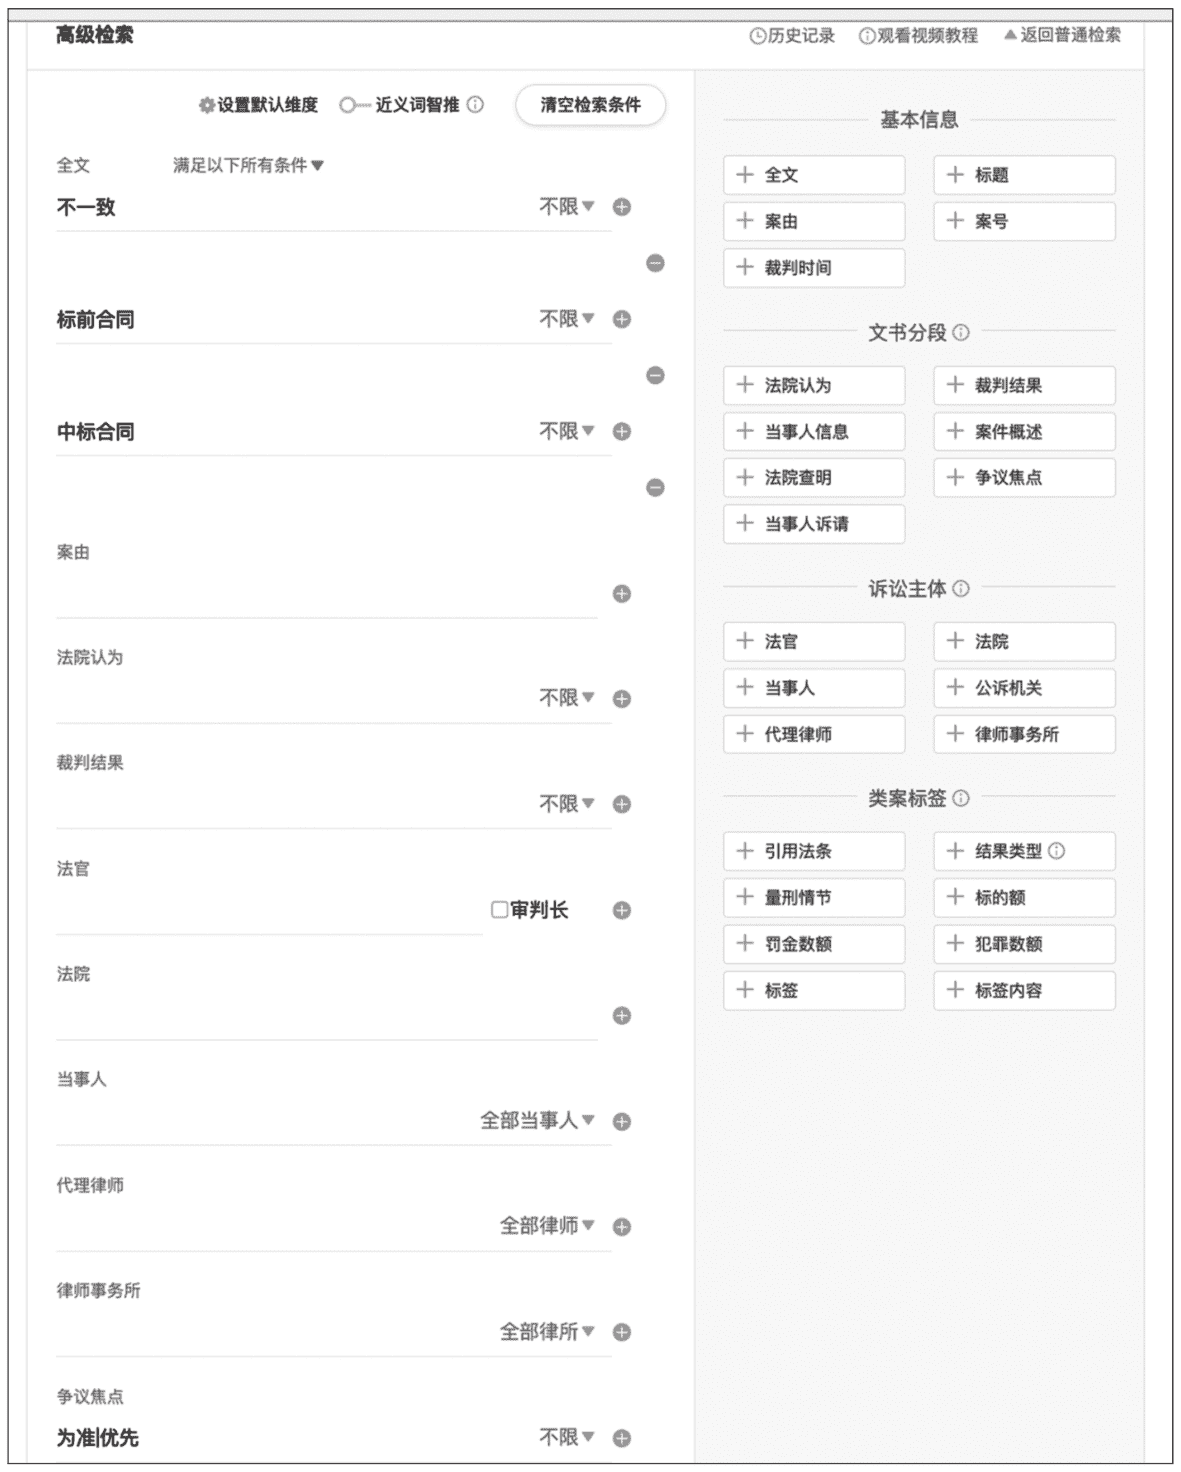 高级检索
历史记录 观看视频教程 返回普通检索
设置默认维度 近义词智推 清空检索条件
全文 满足以下所有条件
不一致 不限
标前合同 不限
中标合同 不限
案由
法院认为
不限
裁判结果
不限
法官
审判长
法院
当事人
全部当事人
代理律师
全部律师
律师事务所
全部律所
争议焦点
为准|优先 不限
基本信息
全文 标题
案由 案号
裁判时间
文书分段
法院认为 裁判结果
当事人信息 案件概述
法院查明 争议焦点
当事人诉请
诉讼主体
法官 法院
当事人 公诉机关
代理律师 律师事务所
类案标签
引用法条 结果类型
量刑情节 标的额
罚金数额 犯罪数额
标签 标签内容